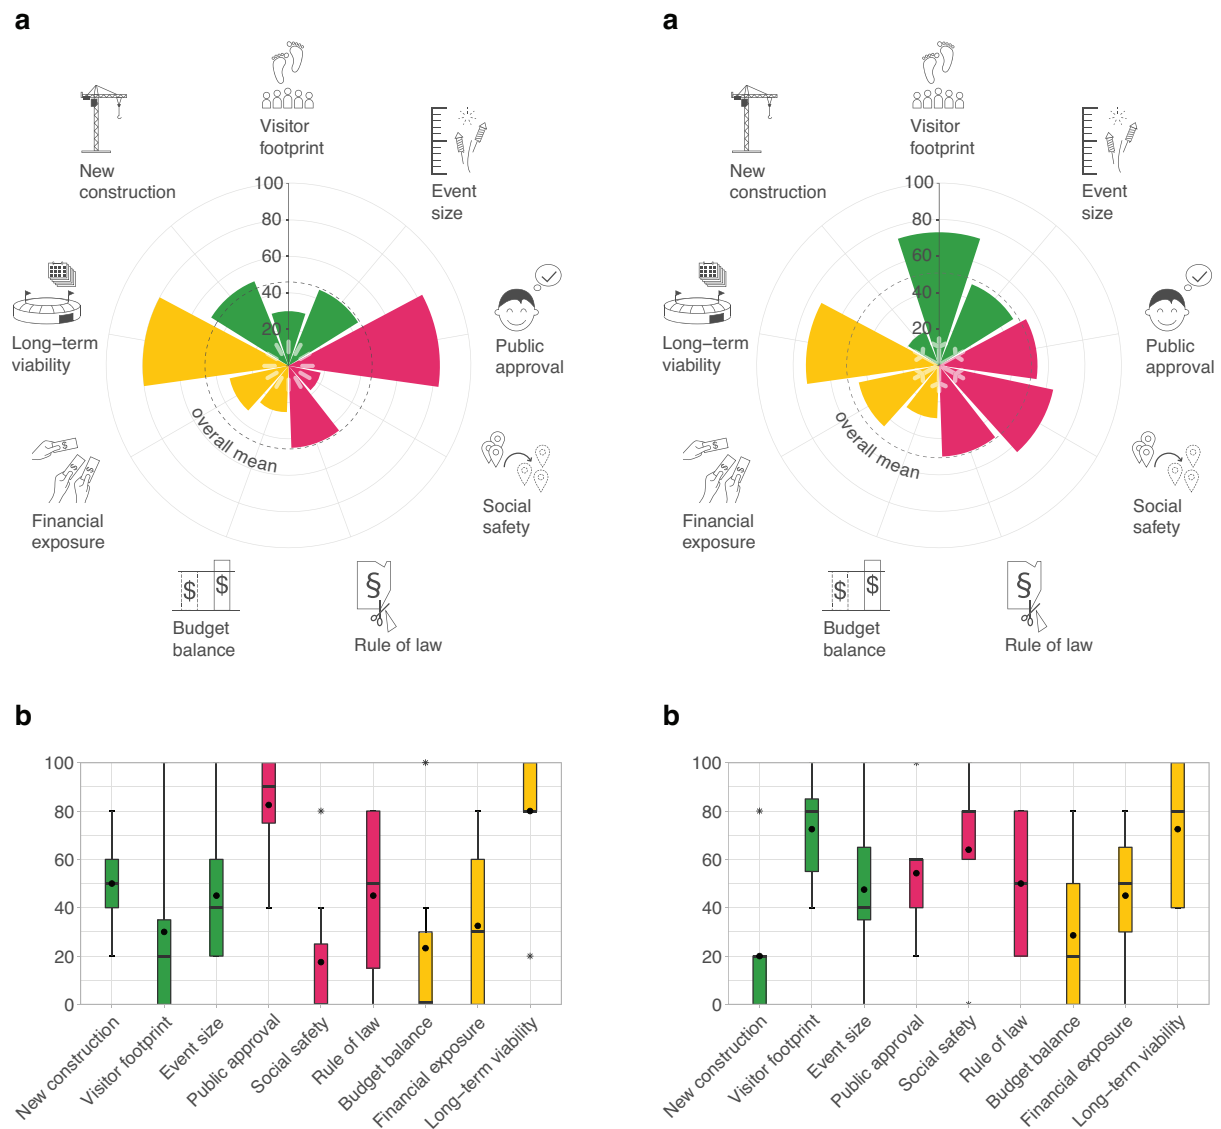 a
Visitor
footprint
New
construction
Event
size
100
80
60
40
20
Long–term
viability
Public
approval
overall mean
$
$
$
Financial
exposure
Social
safety
$
$
§
Budget
balance
Rule of law
a
Visitor
footprint
New
construction
Event
size
100
80
60
40
20
Long–term
viability
Public
approval
overall mean
$
$
$
Financial
exposure
Social
safety
$
$
§
Budget
balance
Rule of law
b
100
80
60
40
20
0
New construction
Visitor footprint
Event size
Public approval
Social safety
Rule of law
Budget balance
Financial exposure
Long–term viability
b
100
80
60
40
20
0
New construction
Visitor footprint
Event size
Public approval
Social safety
Rule of law
Budget balance
Financial exposure
Long–term viability